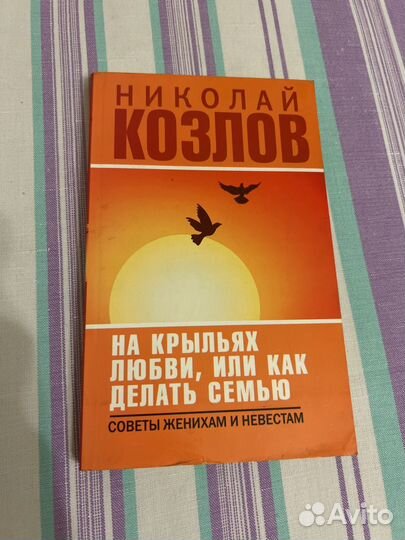 НИКОЛАЙ
КОЗЛОВ
НА КРЫЛЬЯХ
ЛЮБВИ, ИЛИ КАК
ДЕЛАТЬ СЕМЬЮ
СОВЕТЫ ЖЕНИХАМ И НЕВЕСТАМ
Avito